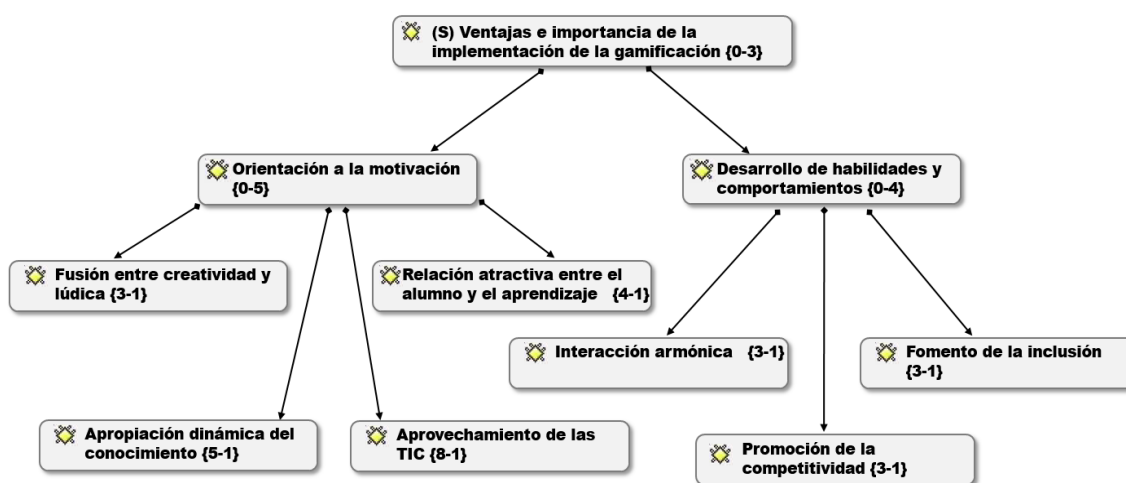 (S) Ventajas e importancia de la
implementación de la gamificación {0-3}
Orientación a la motivación
{0-5}
Desarrollo de habilidades y
comportamientos {0-4}
Fusión entre creatividad y
lúdica {3-1}
Relación atractiva entre el
alumno y el aprendizaje {4-1}
Interacción armónica {3-1}
Fomento de la inclusión
{3-1}
Apropiación dinámica del
conocimiento {5-1}
Aprovechamiento de las
TIC {8-1}
Promoción de la
competitividad {3-1}